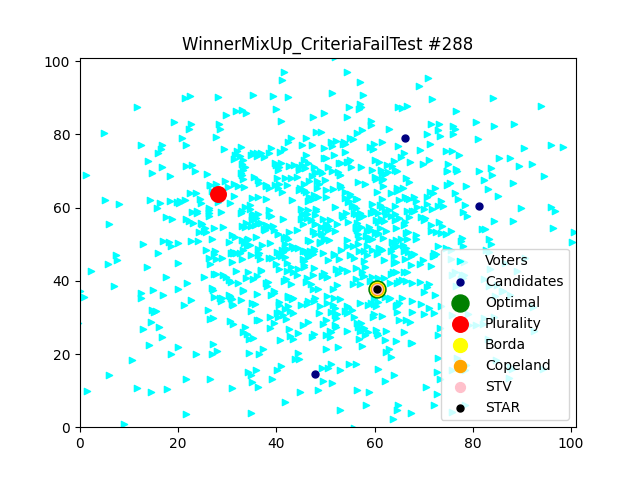 WinnerMixUp_CriteriaFailTest #288
100
80
60
40
20
0
0 20 40 60 80 100
Voters
Candidates
Optimal
Plurality
Borda
Copeland
STV
STAR